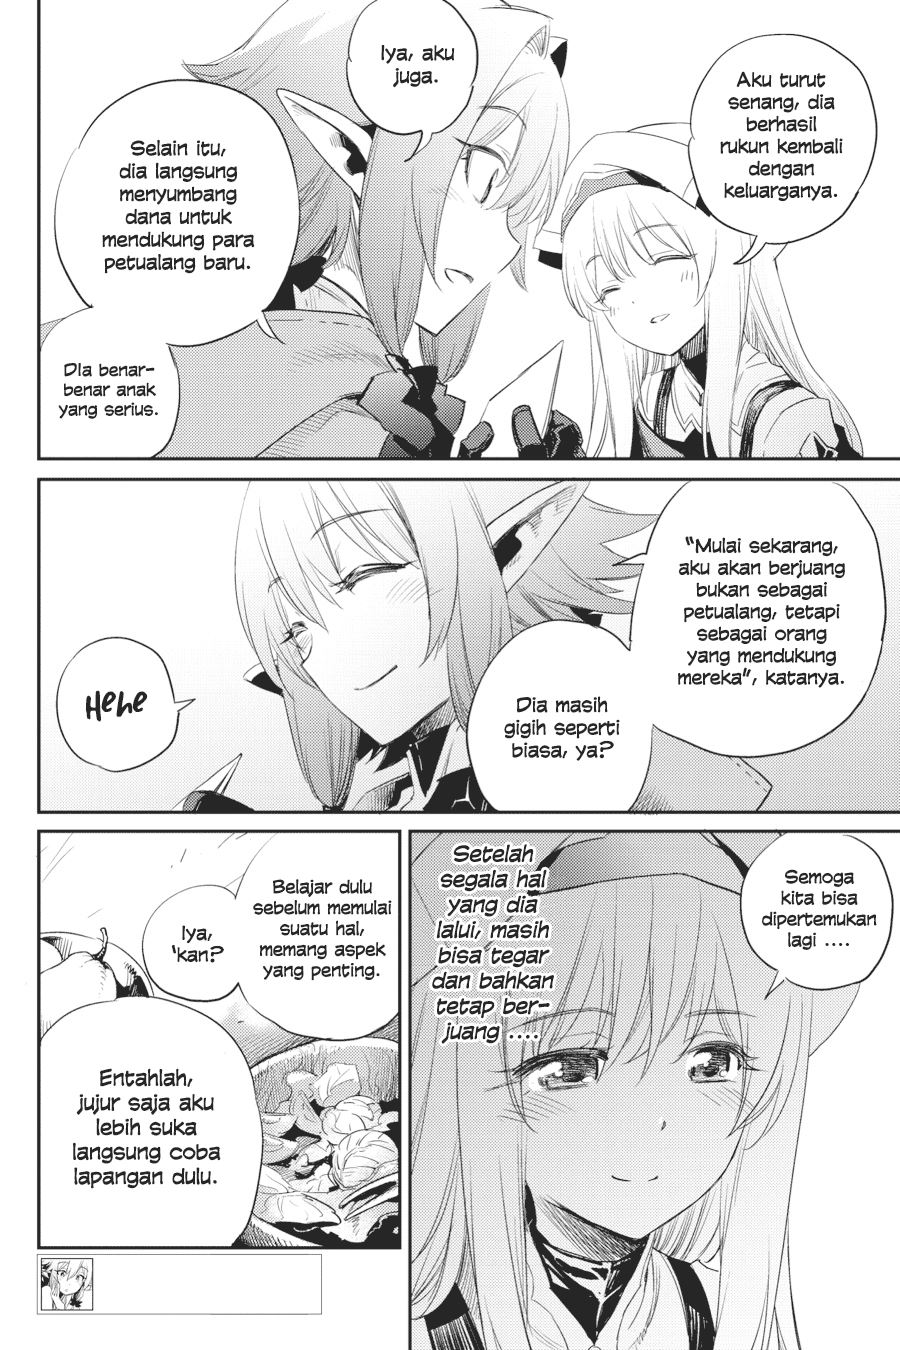 Aku turut
senang, dia
berhasil
rukun kembali
dengan
keluarganya.
Iya, aku
juga.
Selain itu,
dia langsung
menyumbang
dana untuk
mendukung para
petualang baru.
DIa benar-
benar anak
yang serius.
“Mulai sekarang,
aku akan berjuang
bukan sebagai
petualang, tetapi
sebagai orang
yang mendukung
mereka”, katanya.
Dia masih
gigih seperti
biasa, ya?
Hehe
Semoga
kita bisa
dipertemukan
lagi ....
Setelah
segala hal
yang dia
lalui, masih
bisa tegar
dan bahkan
tetap ber-
juang ....
Belajar dulu
sebelum memulai
suatu hal,
memang aspek
yang penting.
Iya,
‘kan?
Entahlah,
jujur saja aku
lebih suka
langsung coba
lapangan dulu.